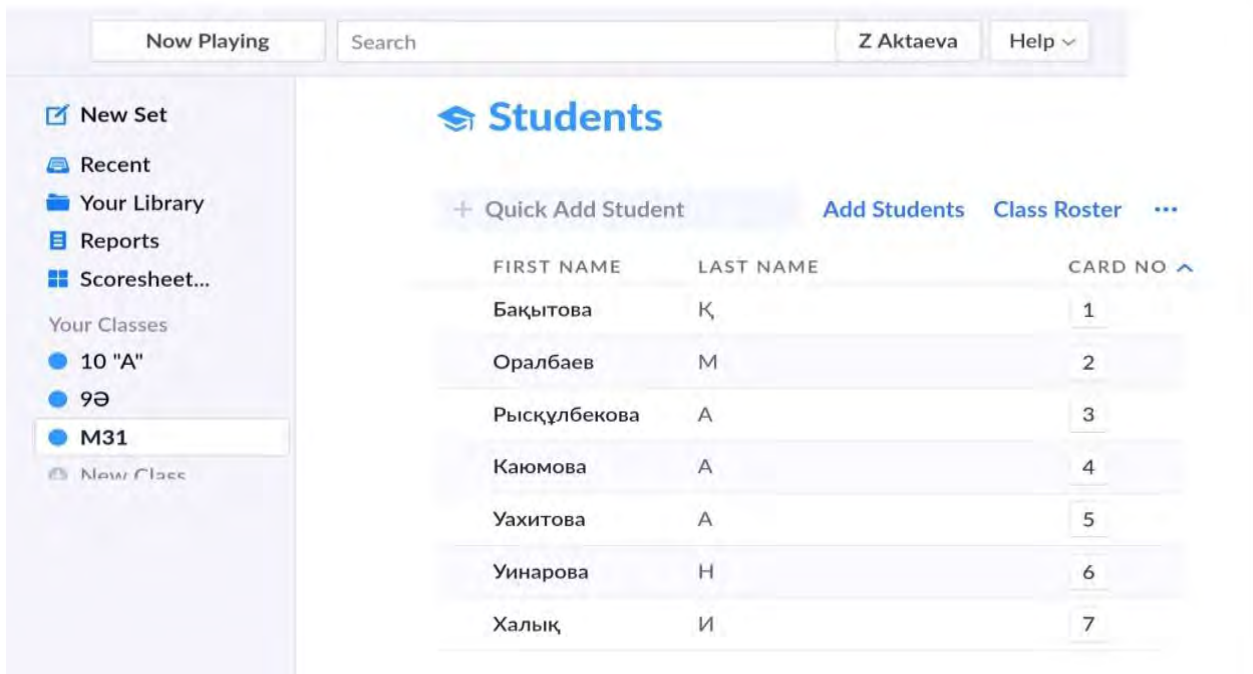 Now Playing Search Z Aktaeva Help
New Set
Recent
Your Library
Reports
Scoresheet...
Your Classes
10 "A"
9Ә
M31
New Class
Students
+ Quick Add Student Add Students Class Roster ...
FIRST NAME LAST NAME CARD NO
Бақытова Қ 1
Оралбаев М 2
Рысқұлбекова А 3
Каюмова А 4
Уахитова А 5
Уинарова Н 6
Халық И 7